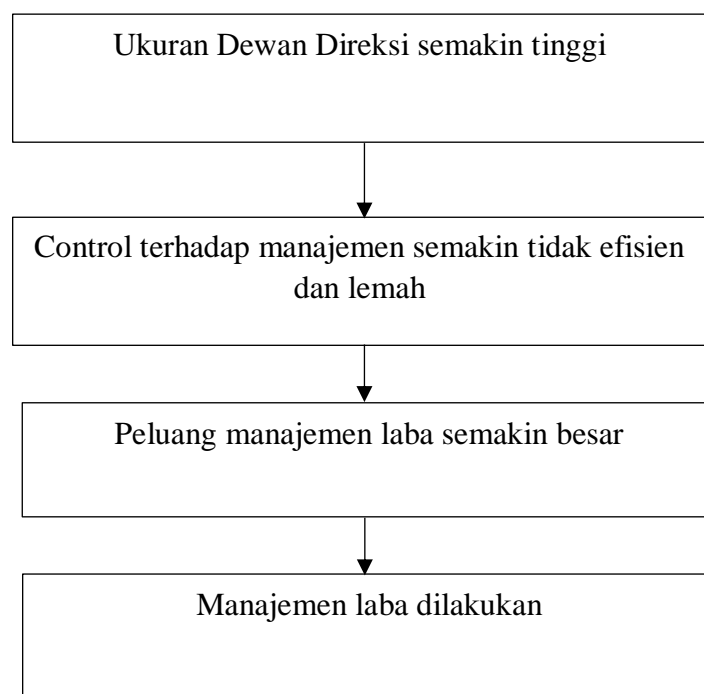 Ukuran Dewan Direksi semakin tinggi
Control terhadap manajemen semakin tidak efisien
dan lemah
Peluang manajemen laba semakin besar
Manajemen laba dilakukan